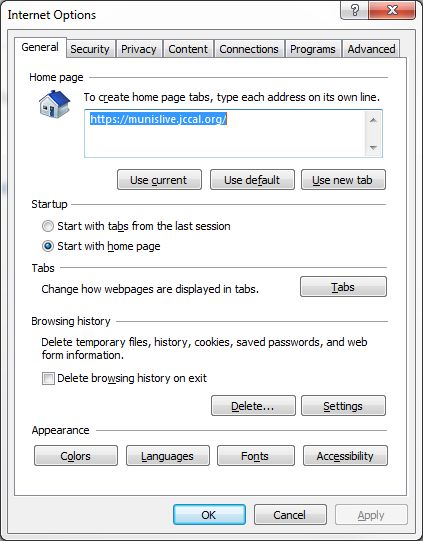 Internet Options
General Security Privacy Content Connections Programs Advanced
Home page
To create home page tabs, type each address on its own line.
https://munislive.jccal.org/
Use current Use default Use new tab
Startup
Start with tabs from the last session
Start with home page
Tabs
Change how webpages are displayed in tabs. Tabs
Browsing history
Delete temporary files, history, cookies, saved passwords, and web
form information.
Delete browsing history on exit
Delete... Settings
Appearance
Colors Languages Fonts Accessibility
OK Cancel Apply